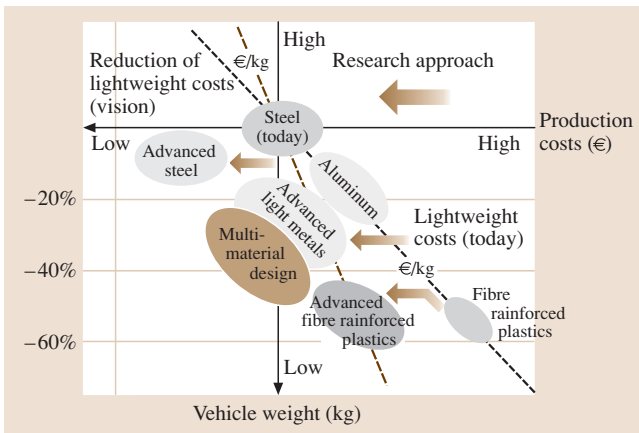 High
Reduction of
lightweight costs
(vision)
€/kg
Research approach
Steel
(today)
Production
costs (€)
Low
High
Advanced
steel
Aluminum
−20%
Advanced
light metals
Lightweight
costs (today)
Multi-
material
design
−40%
€/kg
Advanced
fibre rainforced
plastics
Fibre
rainforced
plastics
−60%
Low
Vehicle weight (kg)